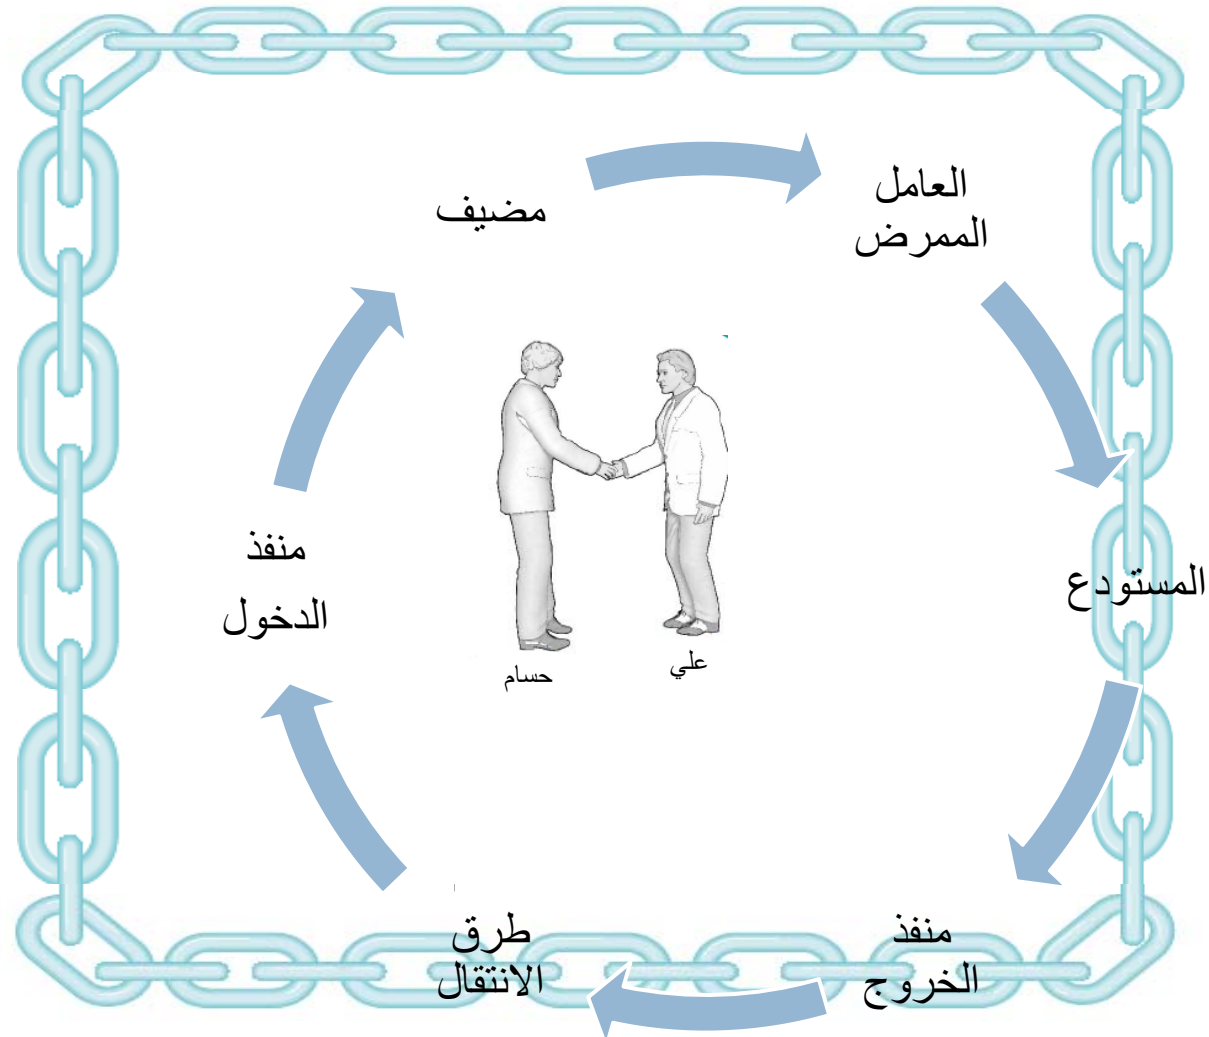 العامل
الممرض
مضيف
المستودع
منفذ
الخروج
طرق
الانتقال
منفذ
الدخول
علي
حسام